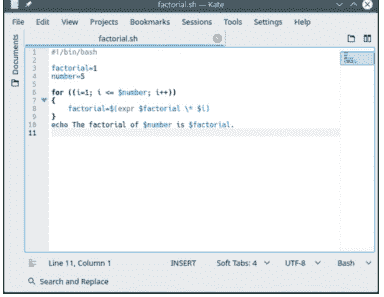 factorial.sh — Kate
File Edit View Projects Bookmarks Sessions Tools Settings Help
factorial.sh
Documents
1 #!/bin/bash
2
3 factorial=1
4 number=5
5
6 for ((i=1; i <= $number; i++))
7 {
8 factorial=$(expr $factorial \* $i)
9 }
10 echo The factorial of $number is $factorial.
11
Line 11, Column 1 INSERT Soft Tabs: 4 UTF-8 Bash
Search and Replace